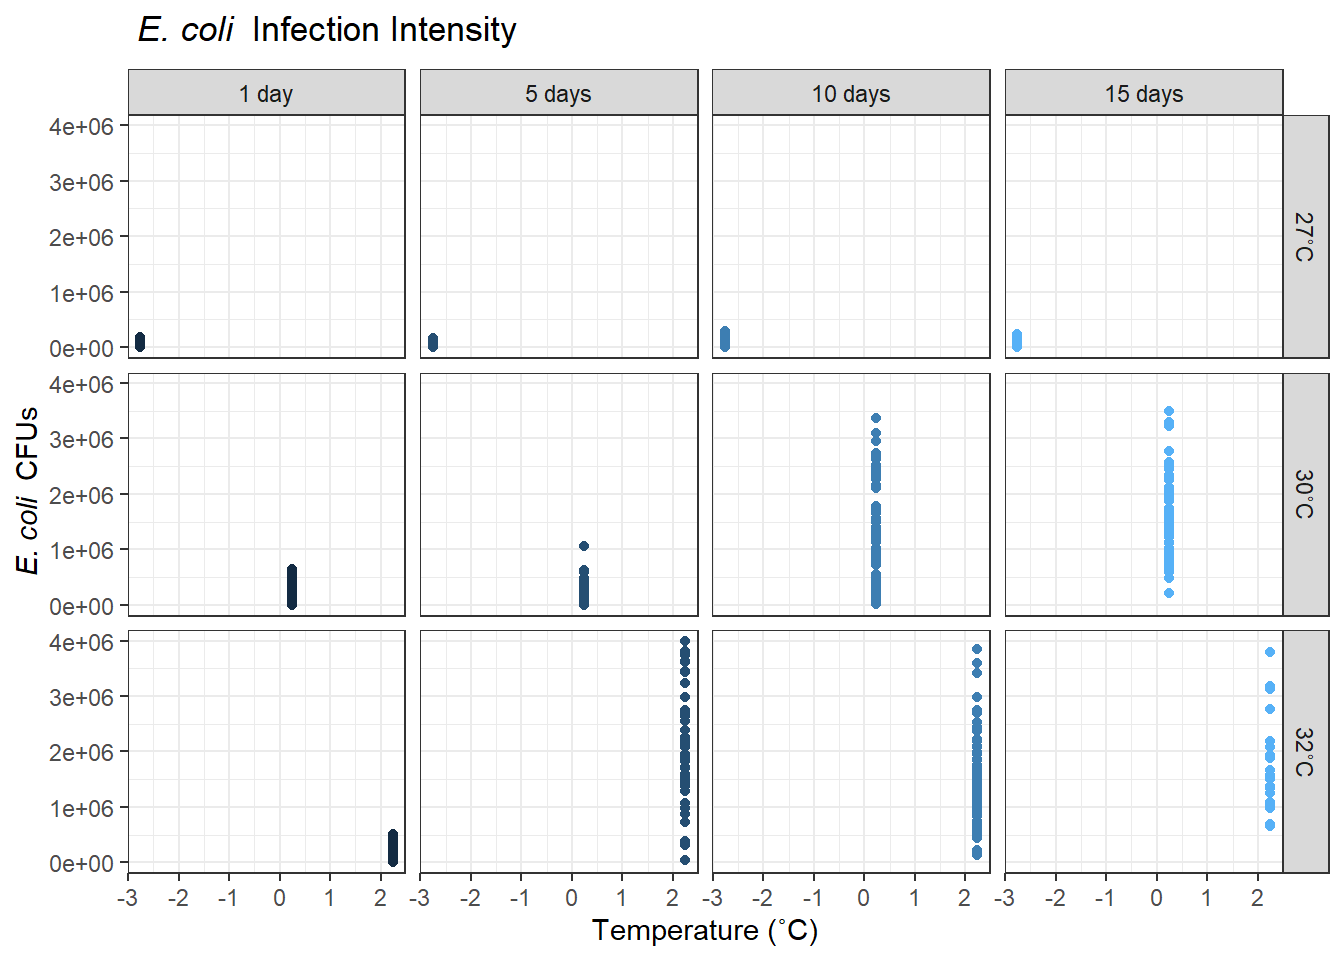 E. coli Infection Intensity
1 day 5 days 10 days 15 days
4e+06
3e+06
2e+06
1e+06
0e+00
27°C
4e+06
3e+06
2e+06
1e+06
0e+00
30°C
4e+06
3e+06
2e+06
1e+06
0e+00
32°C
E. coli CFUs
-3 -2 -1 0 1 2 -3 -2 -1 0 1 2 -3 -2 -1 0 1 2 -3 -2 -1 0 1 2
Temperature (°C)